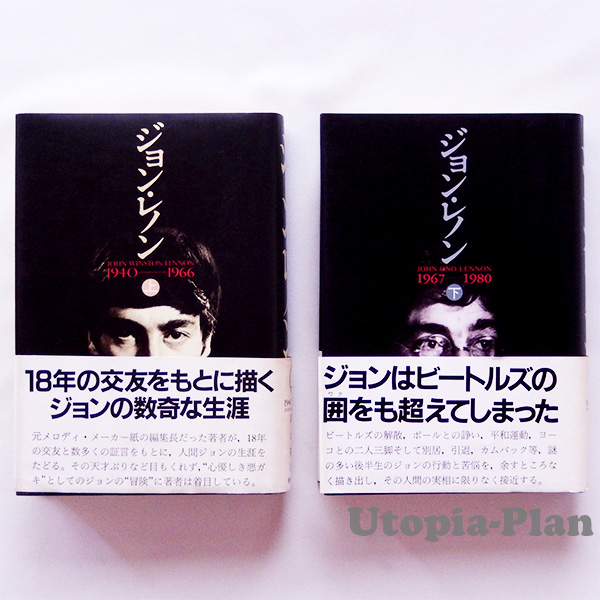 ジョン・レノン
JOHN WINSTON LENNON
1940——1966
上
18年の交友をもとに描く
ジョンの数奇な生涯
元メロディ・メーカー紙の編集長だった著者が、18年
の交友と数多くの証言をもとに、人間ジョンの生涯を
たどる。その天才ぶりなど目もくれず、“心優しき悪ガ
キ”としてのジョンの“冒険”に著者は着目している。
ジョン・レノン
JOHN ONO LENNON
1967——1980
下
ジョンはビートルズの
囲をも超えてしまった
ビートルズの解散、ポールとの諍い、平和運動、ヨー
コとの二人三脚そして別居、引退、カムバック等、謎
の多い後半生のジョンの行動と苦悩を、余すところな
く描き出し、その人間の実相に限りなく接近する。
Utopia-Plan